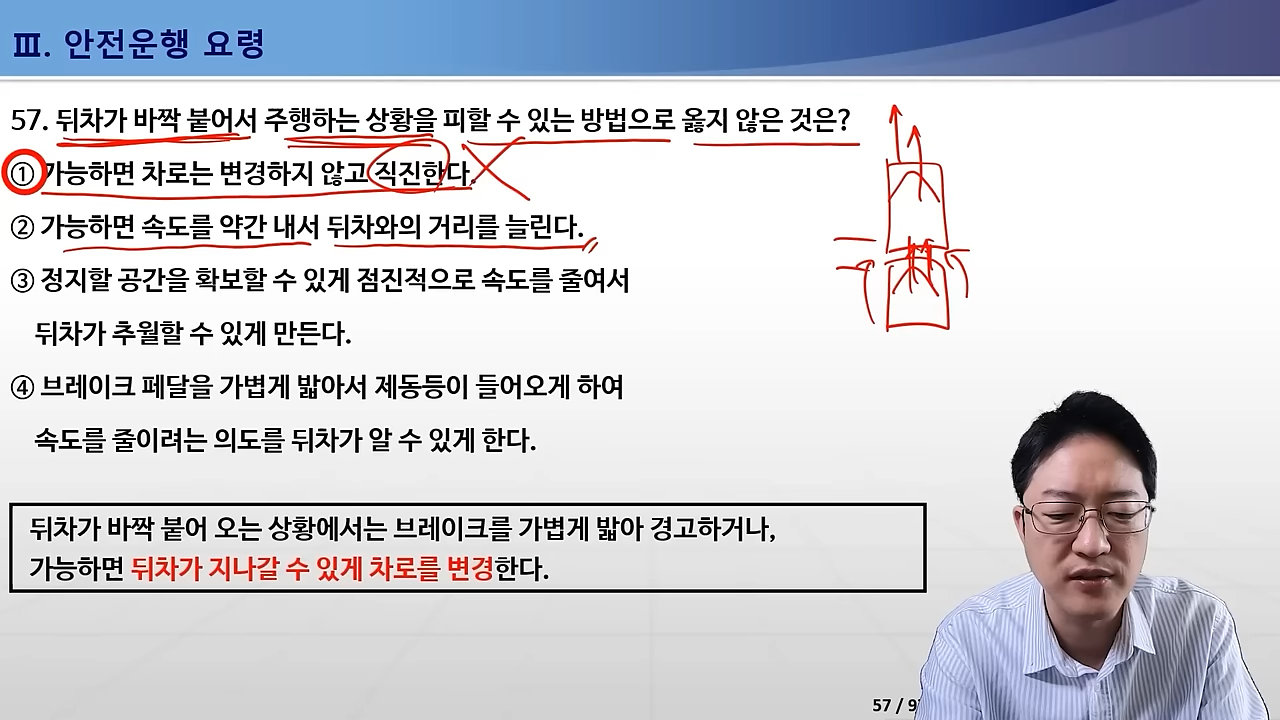 Ⅲ. 안전운행 요령
57. 뒤차가 바짝 붙어서 주행하는 상황을 피할 수 있는 방법으로 옳지 않은 것은?
① 가능하면 차로는 변경하지 않고 직진한다.
② 가능하면 속도를 약간 내서 뒤차와의 거리를 늘린다.
③ 정지할 공간을 확보할 수 있게 점진적으로 속도를 줄여서
뒤차가 추월할 수 있게 만든다.
④ 브레이크 페달을 가볍게 밟아서 제동등이 들어오게 하여
속도를 줄이려는 의도를 뒤차가 알 수 있게 한다.
뒤차가 바짝 붙어 오는 상황에서는 브레이크를 가볍게 밟아 경고하거나,
가능하면 뒤차가 지나갈 수 있게 차로를 변경한다.
57 /